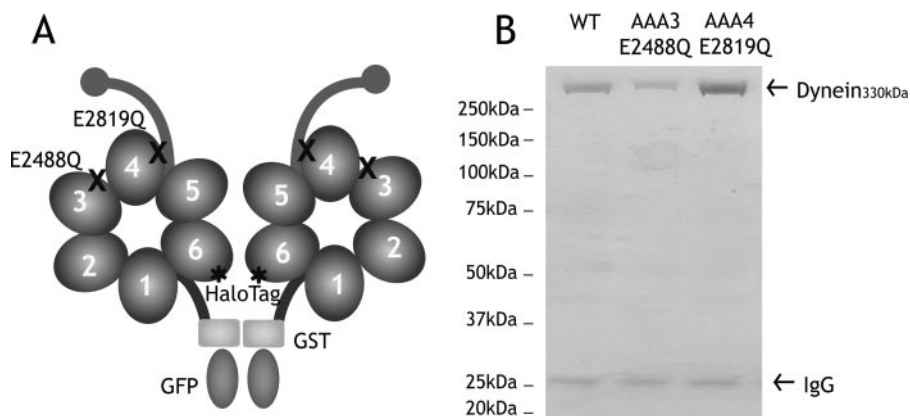 A
E2819Q
E2488Q
4
4
3
5
5
3
2
6
6
2
1
1
HaloTag
GST
GFP
B
WT AAA3 AAA4
E2488Q E2819Q
Dynein330kDa
250kDa
150kDa
100kDa
75kDa
50kDa
37kDa
25kDa
IgG
20kDa